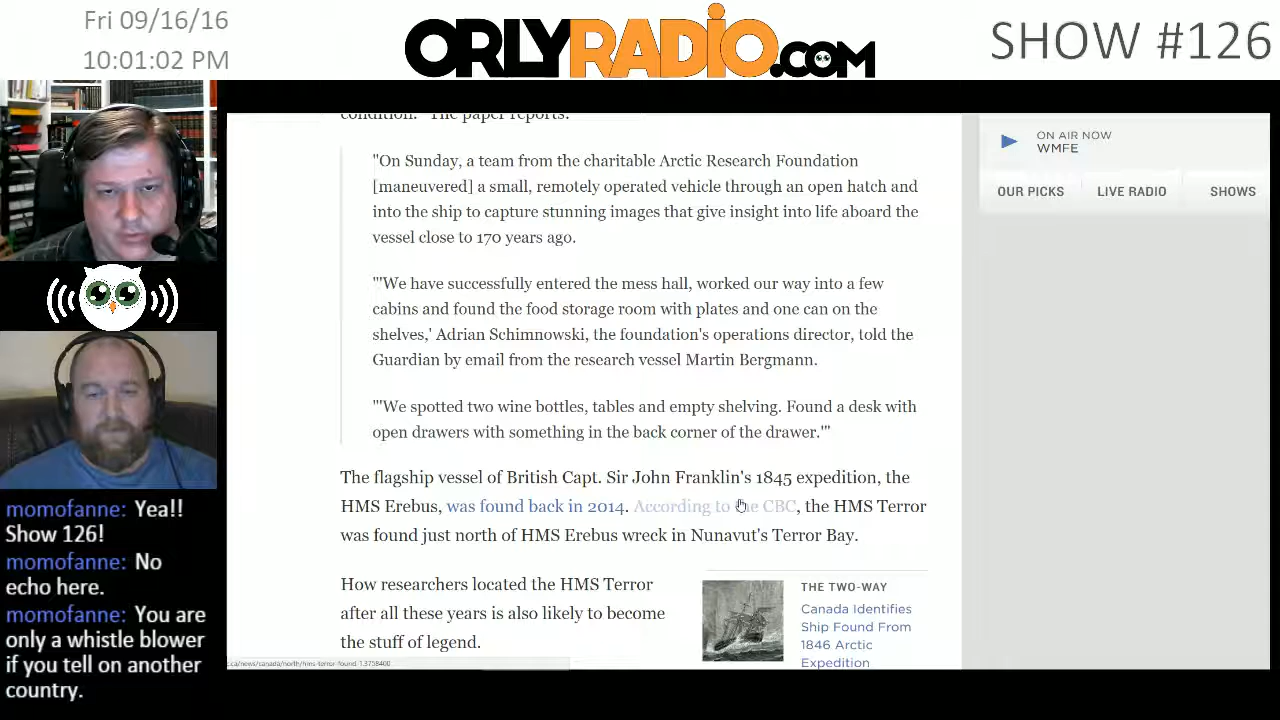 Fri 09/16/16
10:01:02 PM
ORLYRADIO.COM
SHOW #126
condition." The paper reports:
"On Sunday, a team from the charitable Arctic Research Foundation
[maneuvered] a small, remotely operated vehicle through an open hatch and
into the ship to capture stunning images that give insight into life aboard the
vessel close to 170 years ago.
"'We have successfully entered the mess hall, worked our way into a few
cabins and found the food storage room with plates and one can on the
shelves,' Adrian Schimnowski, the foundation's operations director, told the
Guardian by email from the research vessel Martin Bergmann.
"'We spotted two wine bottles, tables and empty shelving. Found a desk with
open drawers with something in the back corner of the drawer.'"
The flagship vessel of British Capt. Sir John Franklin's 1845 expedition, the
HMS Erebus, was found back in 2014. According to the CBC, the HMS Terror
was found just north of HMS Erebus wreck in Nunavut's Terror Bay.
How researchers located the HMS Terror
after all these years is also likely to become
the stuff of legend.
THE TWO-WAY
Canada Identifies
Ship Found From
1846 Arctic
Expedition
ON AIR NOW
WMFE
OUR PICKS
LIVE RADIO
SHOWS
momofanne: Yea!!
Show 126!
momofanne: No
echo here.
momofanne: You are
only a whistle blower
if you tell on another
country.
c.ca/news/canada/north/hms-terror-found-1.3758400